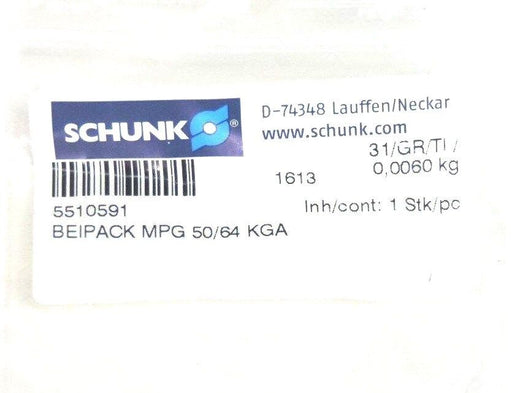 SCHUNK ®
D-74348 Lauffen/Neckar
www.schunk.com
31/GR/TL/
1613 0,0060 kg
5510591 Inh/cont: 1 Stk/pc
BEIPACK MPG 50/64 KGA